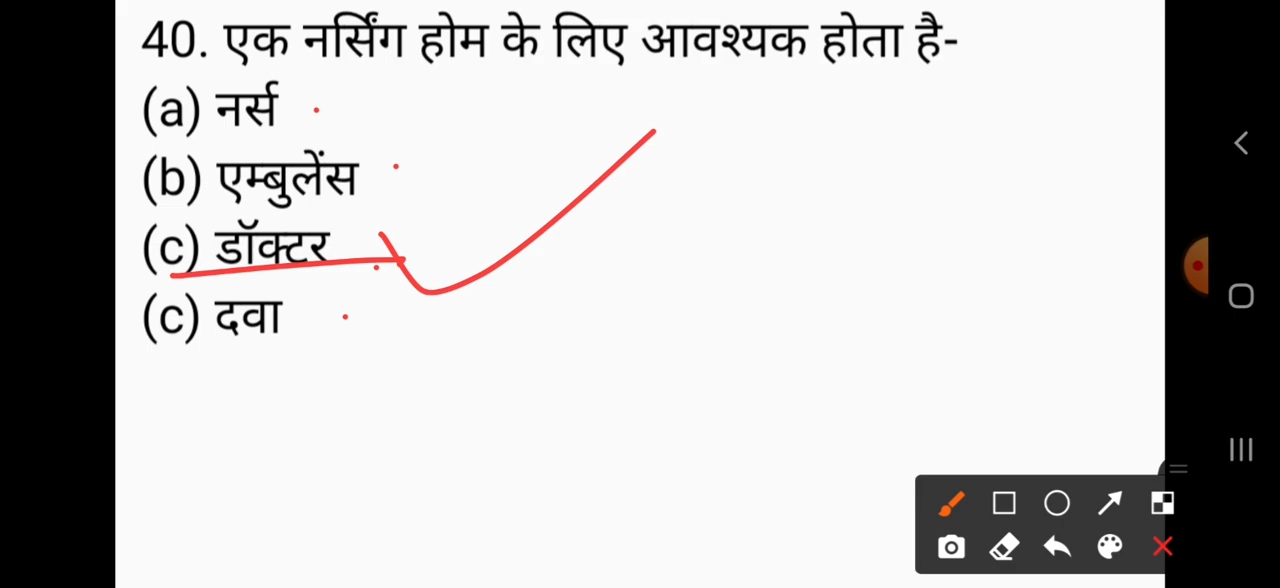 40. एक नर्सिंग होम के लिए आवश्यक होता है-
(a) नर्स
(b) एम्बुलेंस
(c) डॉक्टर
(c) दवा